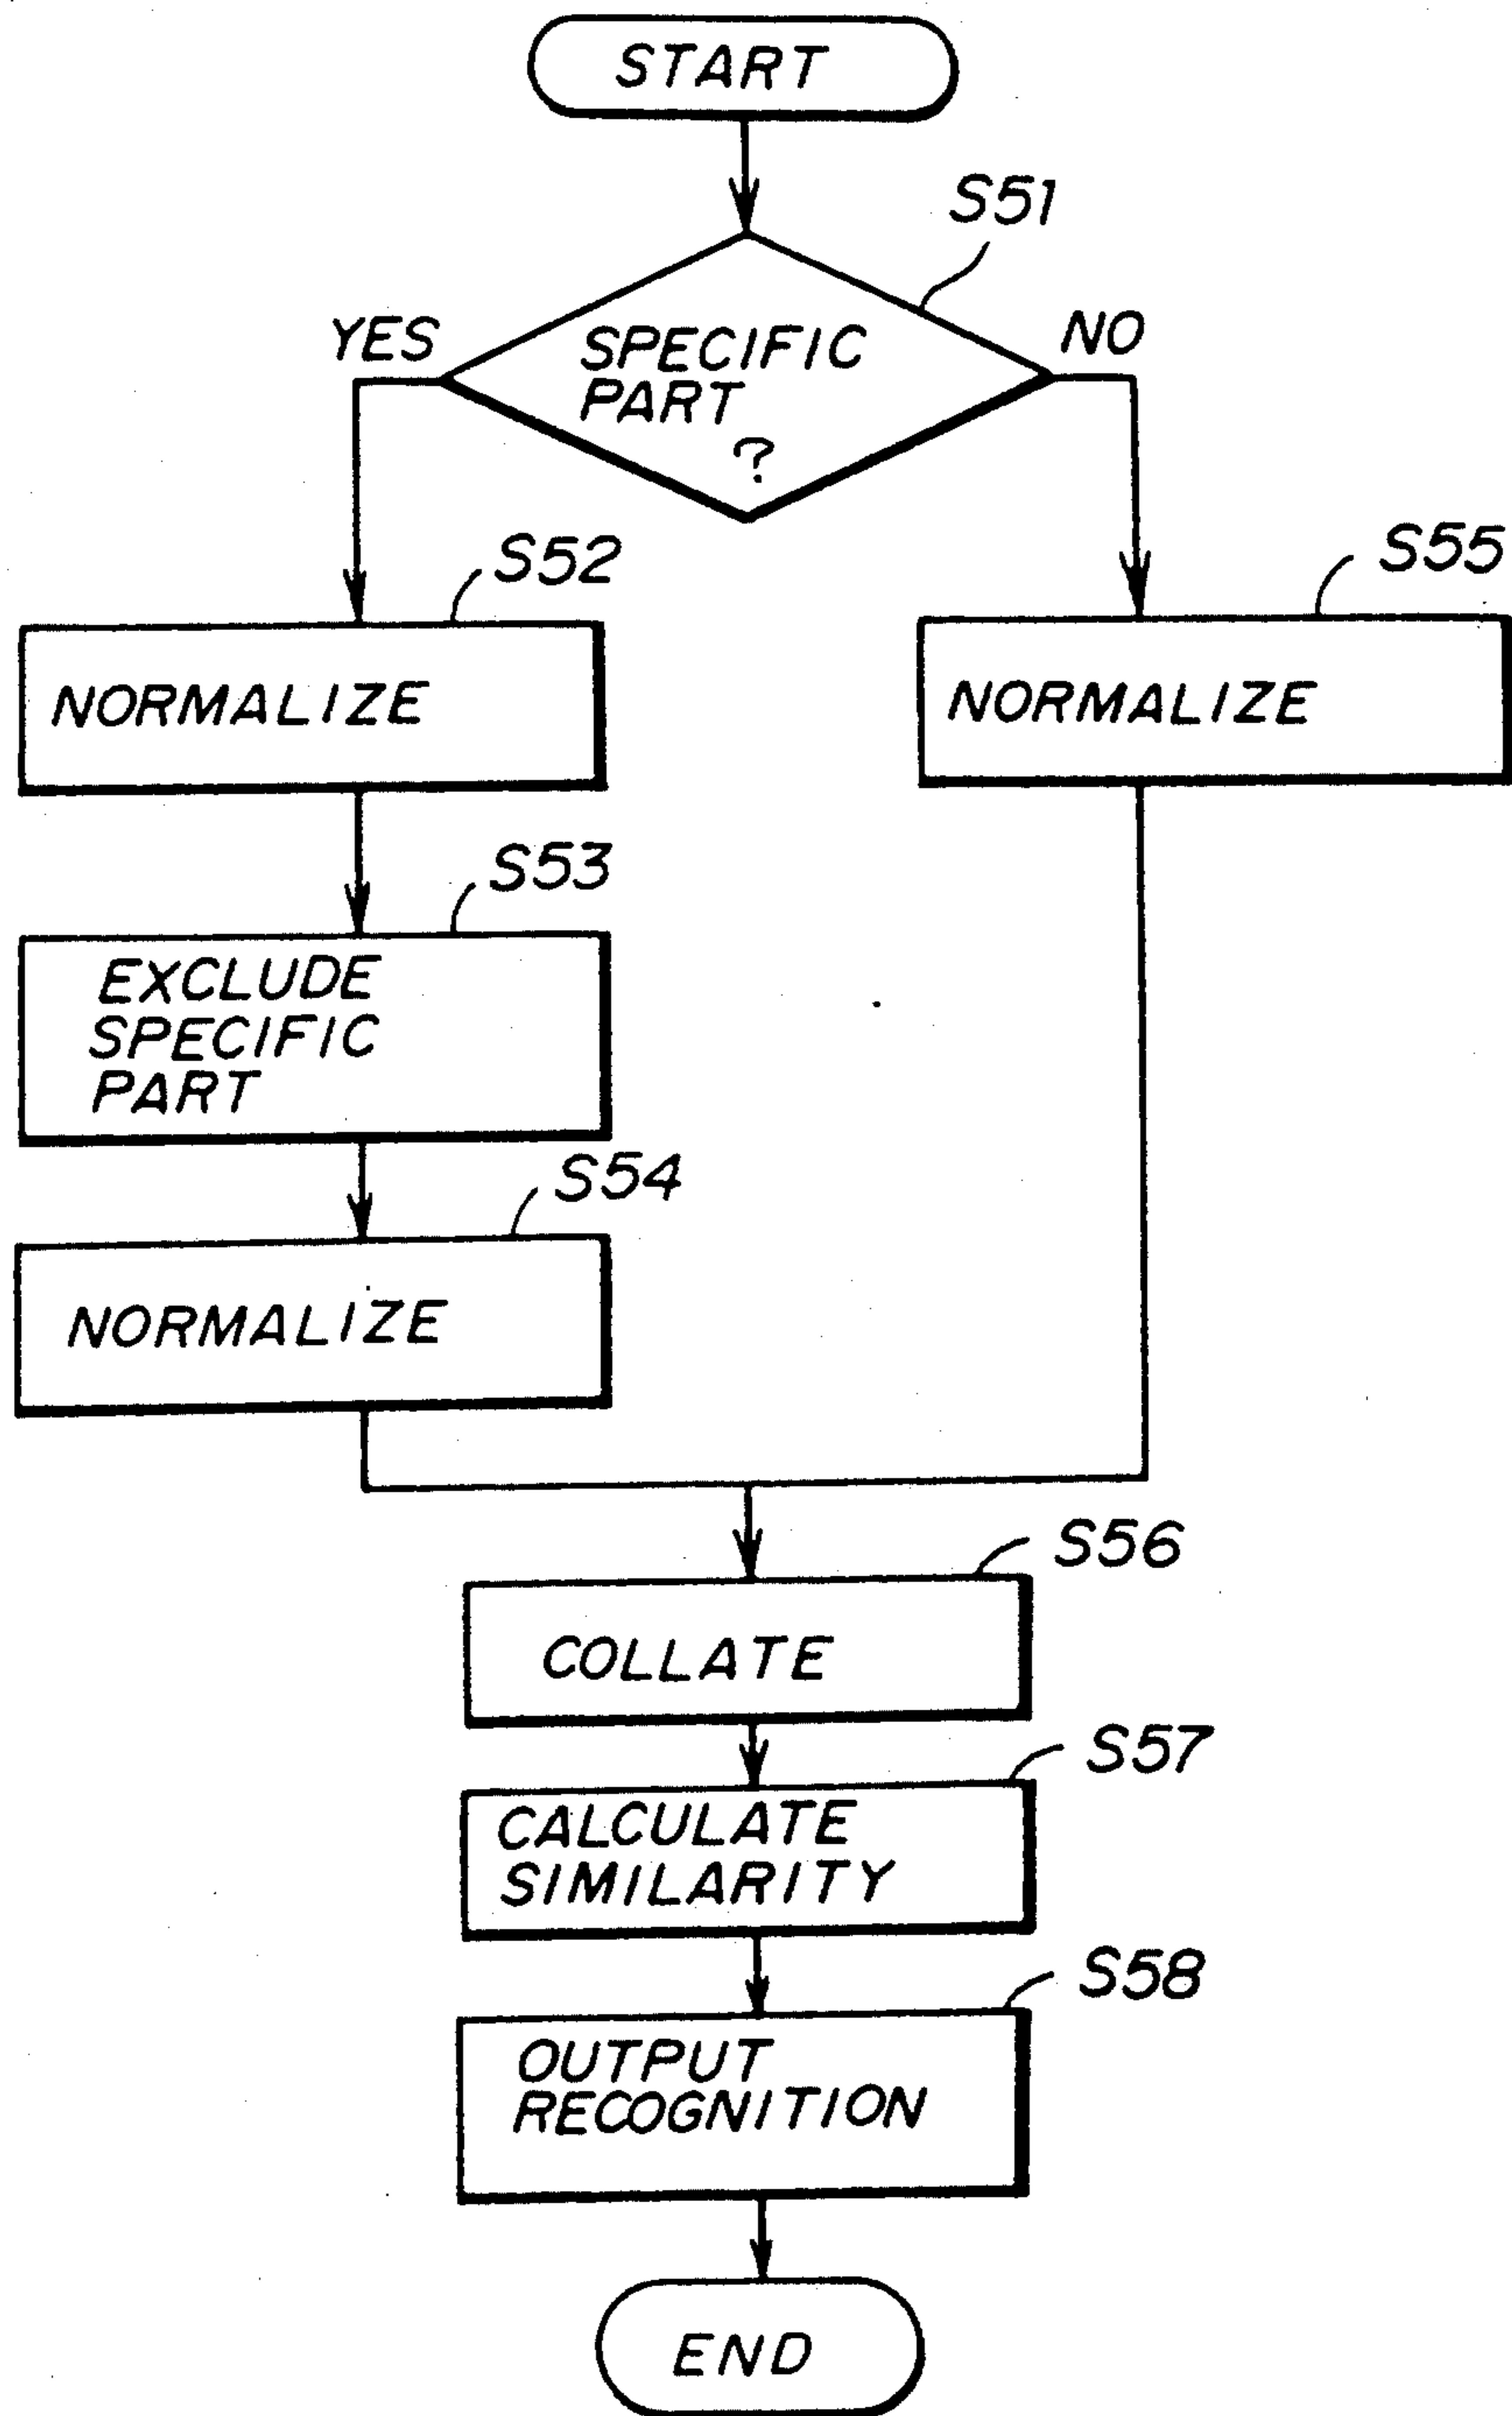 START
S51
YES
NO
SPECIFIC
PART
?
S52
S55
NORMALIZE
NORMALIZE
S53
EXCLUDE
SPECIFIC
PART
S54
NORMALIZE
S56
COLLATE
S57
CALCULATE
SIMILARITY
S58
OUTPUT
RECOGNITION
END